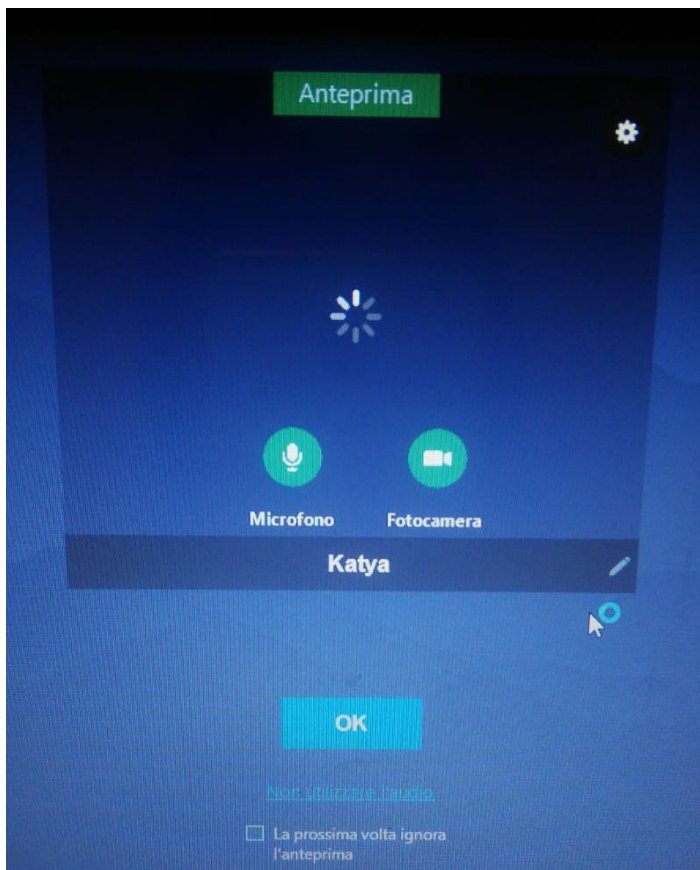 Anteprima
Microfono Fotocamera
Katya
OK
Non utilizzare l'audio
La prossima volta ignora
l'anteprima